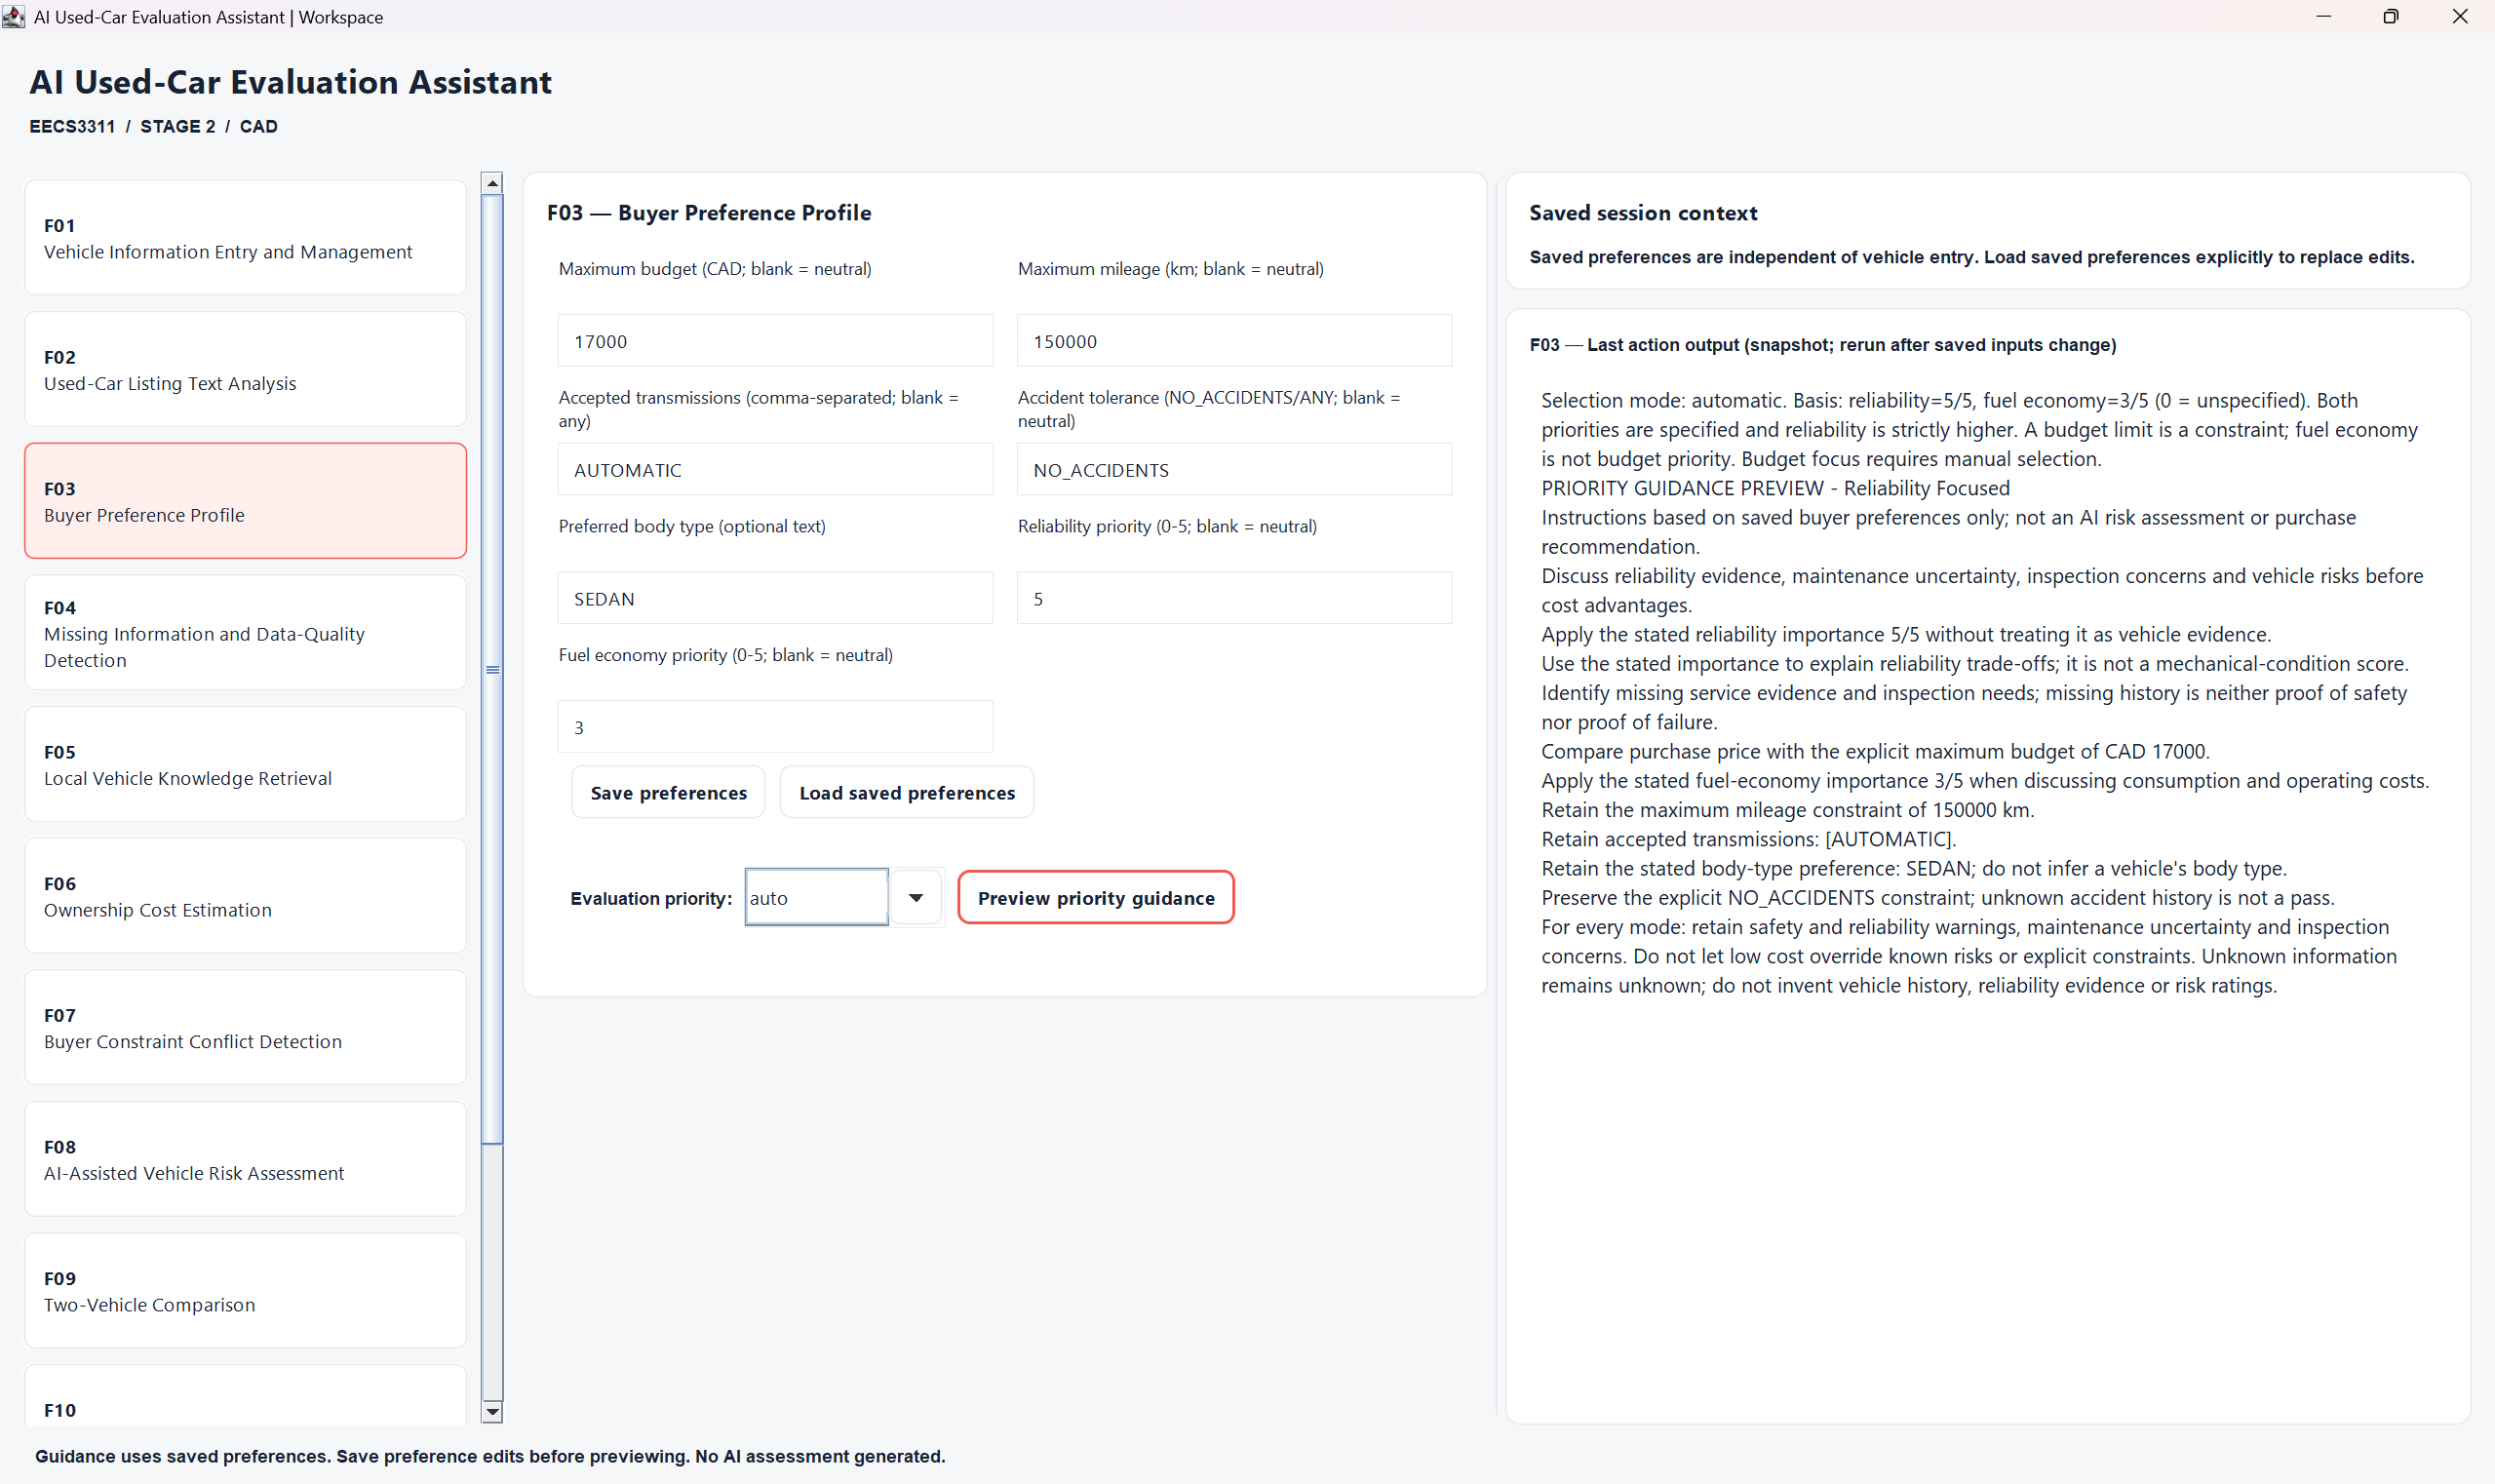 AI Used-Car Evaluation Assistant | Workspace
AI Used-Car Evaluation Assistant
EECS3311 / STAGE 2 / CAD
F01
Vehicle Information Entry and Management
F02
Used-Car Listing Text Analysis
F03
Buyer Preference Profile
F04
Missing Information and Data-Quality
Detection
F05
Local Vehicle Knowledge Retrieval
F06
Ownership Cost Estimation
F07
Buyer Constraint Conflict Detection
F08
AI-Assisted Vehicle Risk Assessment
F09
Two-Vehicle Comparison
F10
F03 — Buyer Preference Profile
Maximum budget (CAD; blank = neutral)
17000
Maximum mileage (km; blank = neutral)
150000
Accepted transmissions (comma-separated; blank =
any)
AUTOMATIC
Accident tolerance (NO_ACCIDENTS/ANY; blank =
neutral)
NO_ACCIDENTS
Preferred body type (optional text)
SEDAN
Reliability priority (0-5; blank = neutral)
5
Fuel economy priority (0-5; blank = neutral)
3
Save preferences
Load saved preferences
Evaluation priority:
auto
Preview priority guidance
Saved session context
Saved preferences are independent of vehicle entry. Load saved preferences explicitly to replace edits.
F03 — Last action output (snapshot; rerun after saved inputs change)
Selection mode: automatic. Basis: reliability=5/5, fuel economy=3/5 (0 = unspecified). Both
priorities are specified and reliability is strictly higher. A budget limit is a constraint; fuel economy
is not budget priority. Budget focus requires manual selection.
PRIORITY GUIDANCE PREVIEW - Reliability Focused
Instructions based on saved buyer preferences only; not an AI risk assessment or purchase
recommendation.
Discuss reliability evidence, maintenance uncertainty, inspection concerns and vehicle risks before
cost advantages.
Apply the stated reliability importance 5/5 without treating it as vehicle evidence.
Use the stated importance to explain reliability trade-offs; it is not a mechanical-condition score.
Identify missing service evidence and inspection needs; missing history is neither proof of safety
nor proof of failure.
Compare purchase price with the explicit maximum budget of CAD 17000.
Apply the stated fuel-economy importance 3/5 when discussing consumption and operating costs.
Retain the maximum mileage constraint of 150000 km.
Retain accepted transmissions: [AUTOMATIC].
Retain the stated body-type preference: SEDAN; do not infer a vehicle's body type.
Preserve the explicit NO_ACCIDENTS constraint; unknown accident history is not a pass.
For every mode: retain safety and reliability warnings, maintenance uncertainty and inspection
concerns. Do not let low cost override known risks or explicit constraints. Unknown information
remains unknown; do not invent vehicle history, reliability evidence or risk ratings.
Guidance uses saved preferences. Save preference edits before previewing. No AI assessment generated.